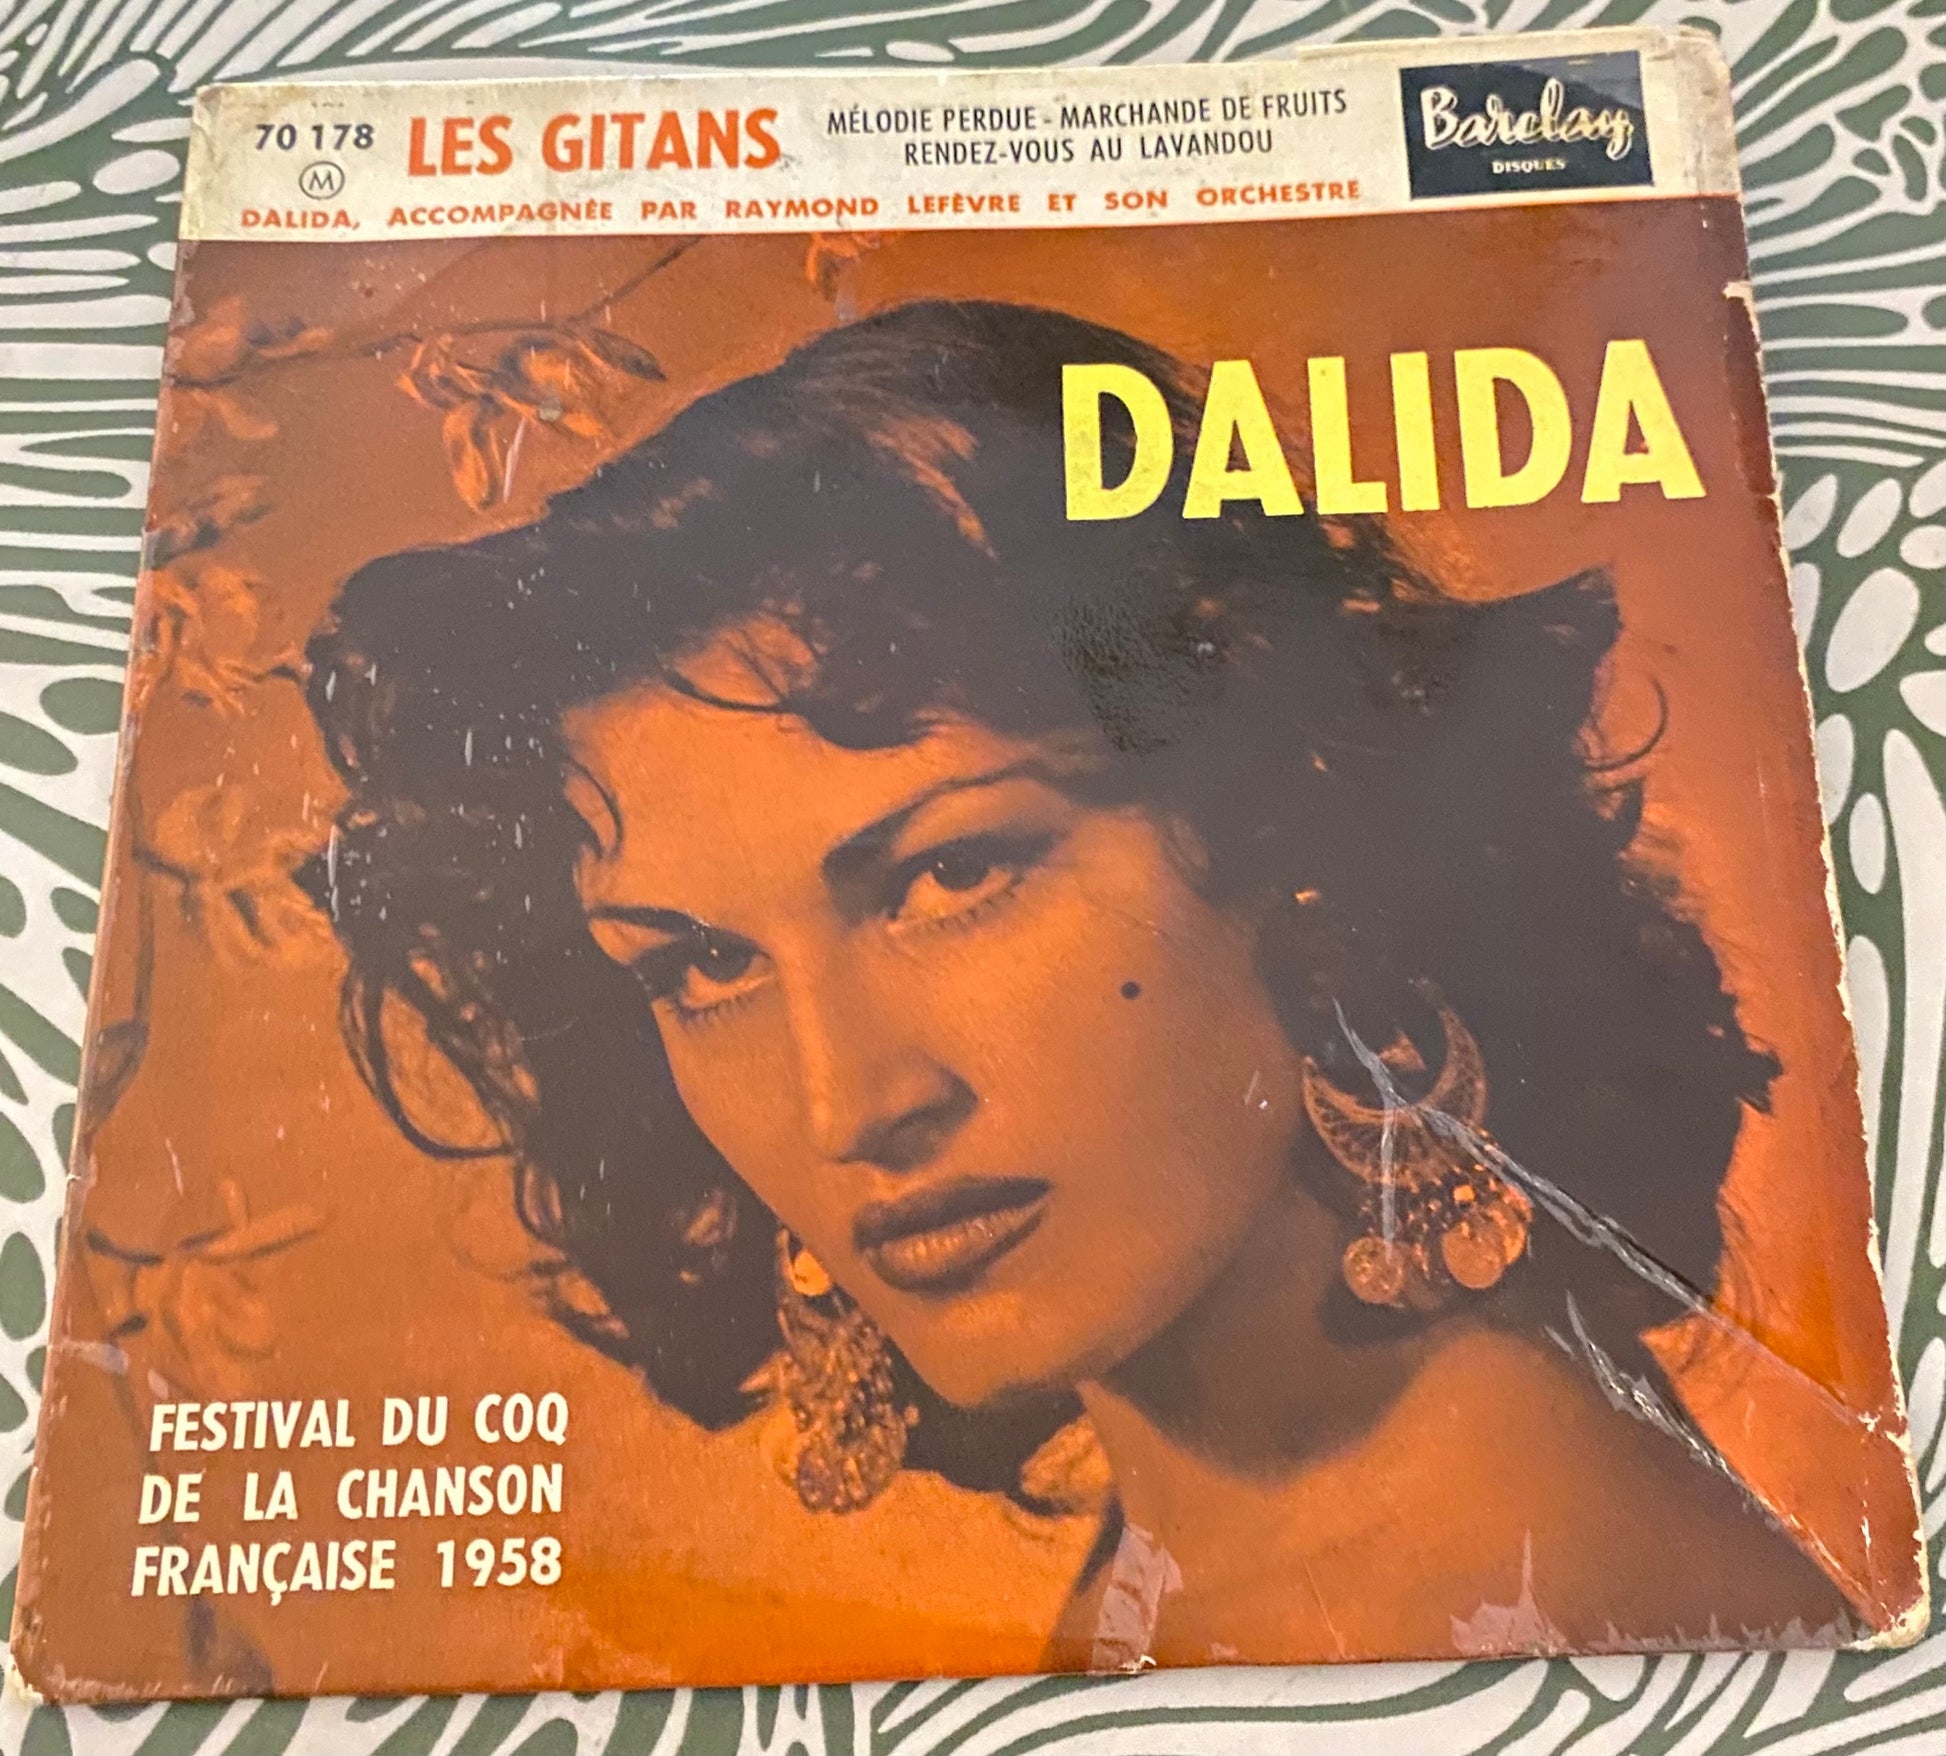 70 178
M
LES GITANS
MÉLODIE PERDUE - MARCHANDE DE FRUITS
RENDEZ-VOUS AU LAVANDOU
DALIDA, ACCOMPAGNÉE PAR RAYMOND LEFÈVRE ET SON ORCHESTRE
Barclay
DISQUES
DALIDA
FESTIVAL DU COQ
DE LA CHANSON
FRANÇAISE 1958